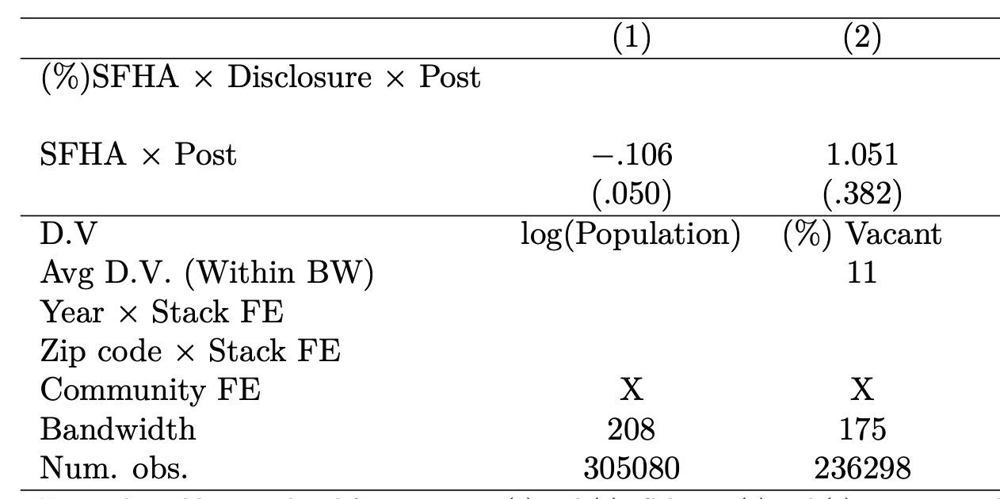 (1) (2)
(%)SFHA × Disclosure × Post
SFHA × Post −.106 1.051
(.050) (.382)
D.V log(Population) (%) Vacant
Avg D.V. (Within BW) 11
Year × Stack FE
Zip code × Stack FE
Community FE X X
Bandwidth 208 175
Num. obs. 305080 236298